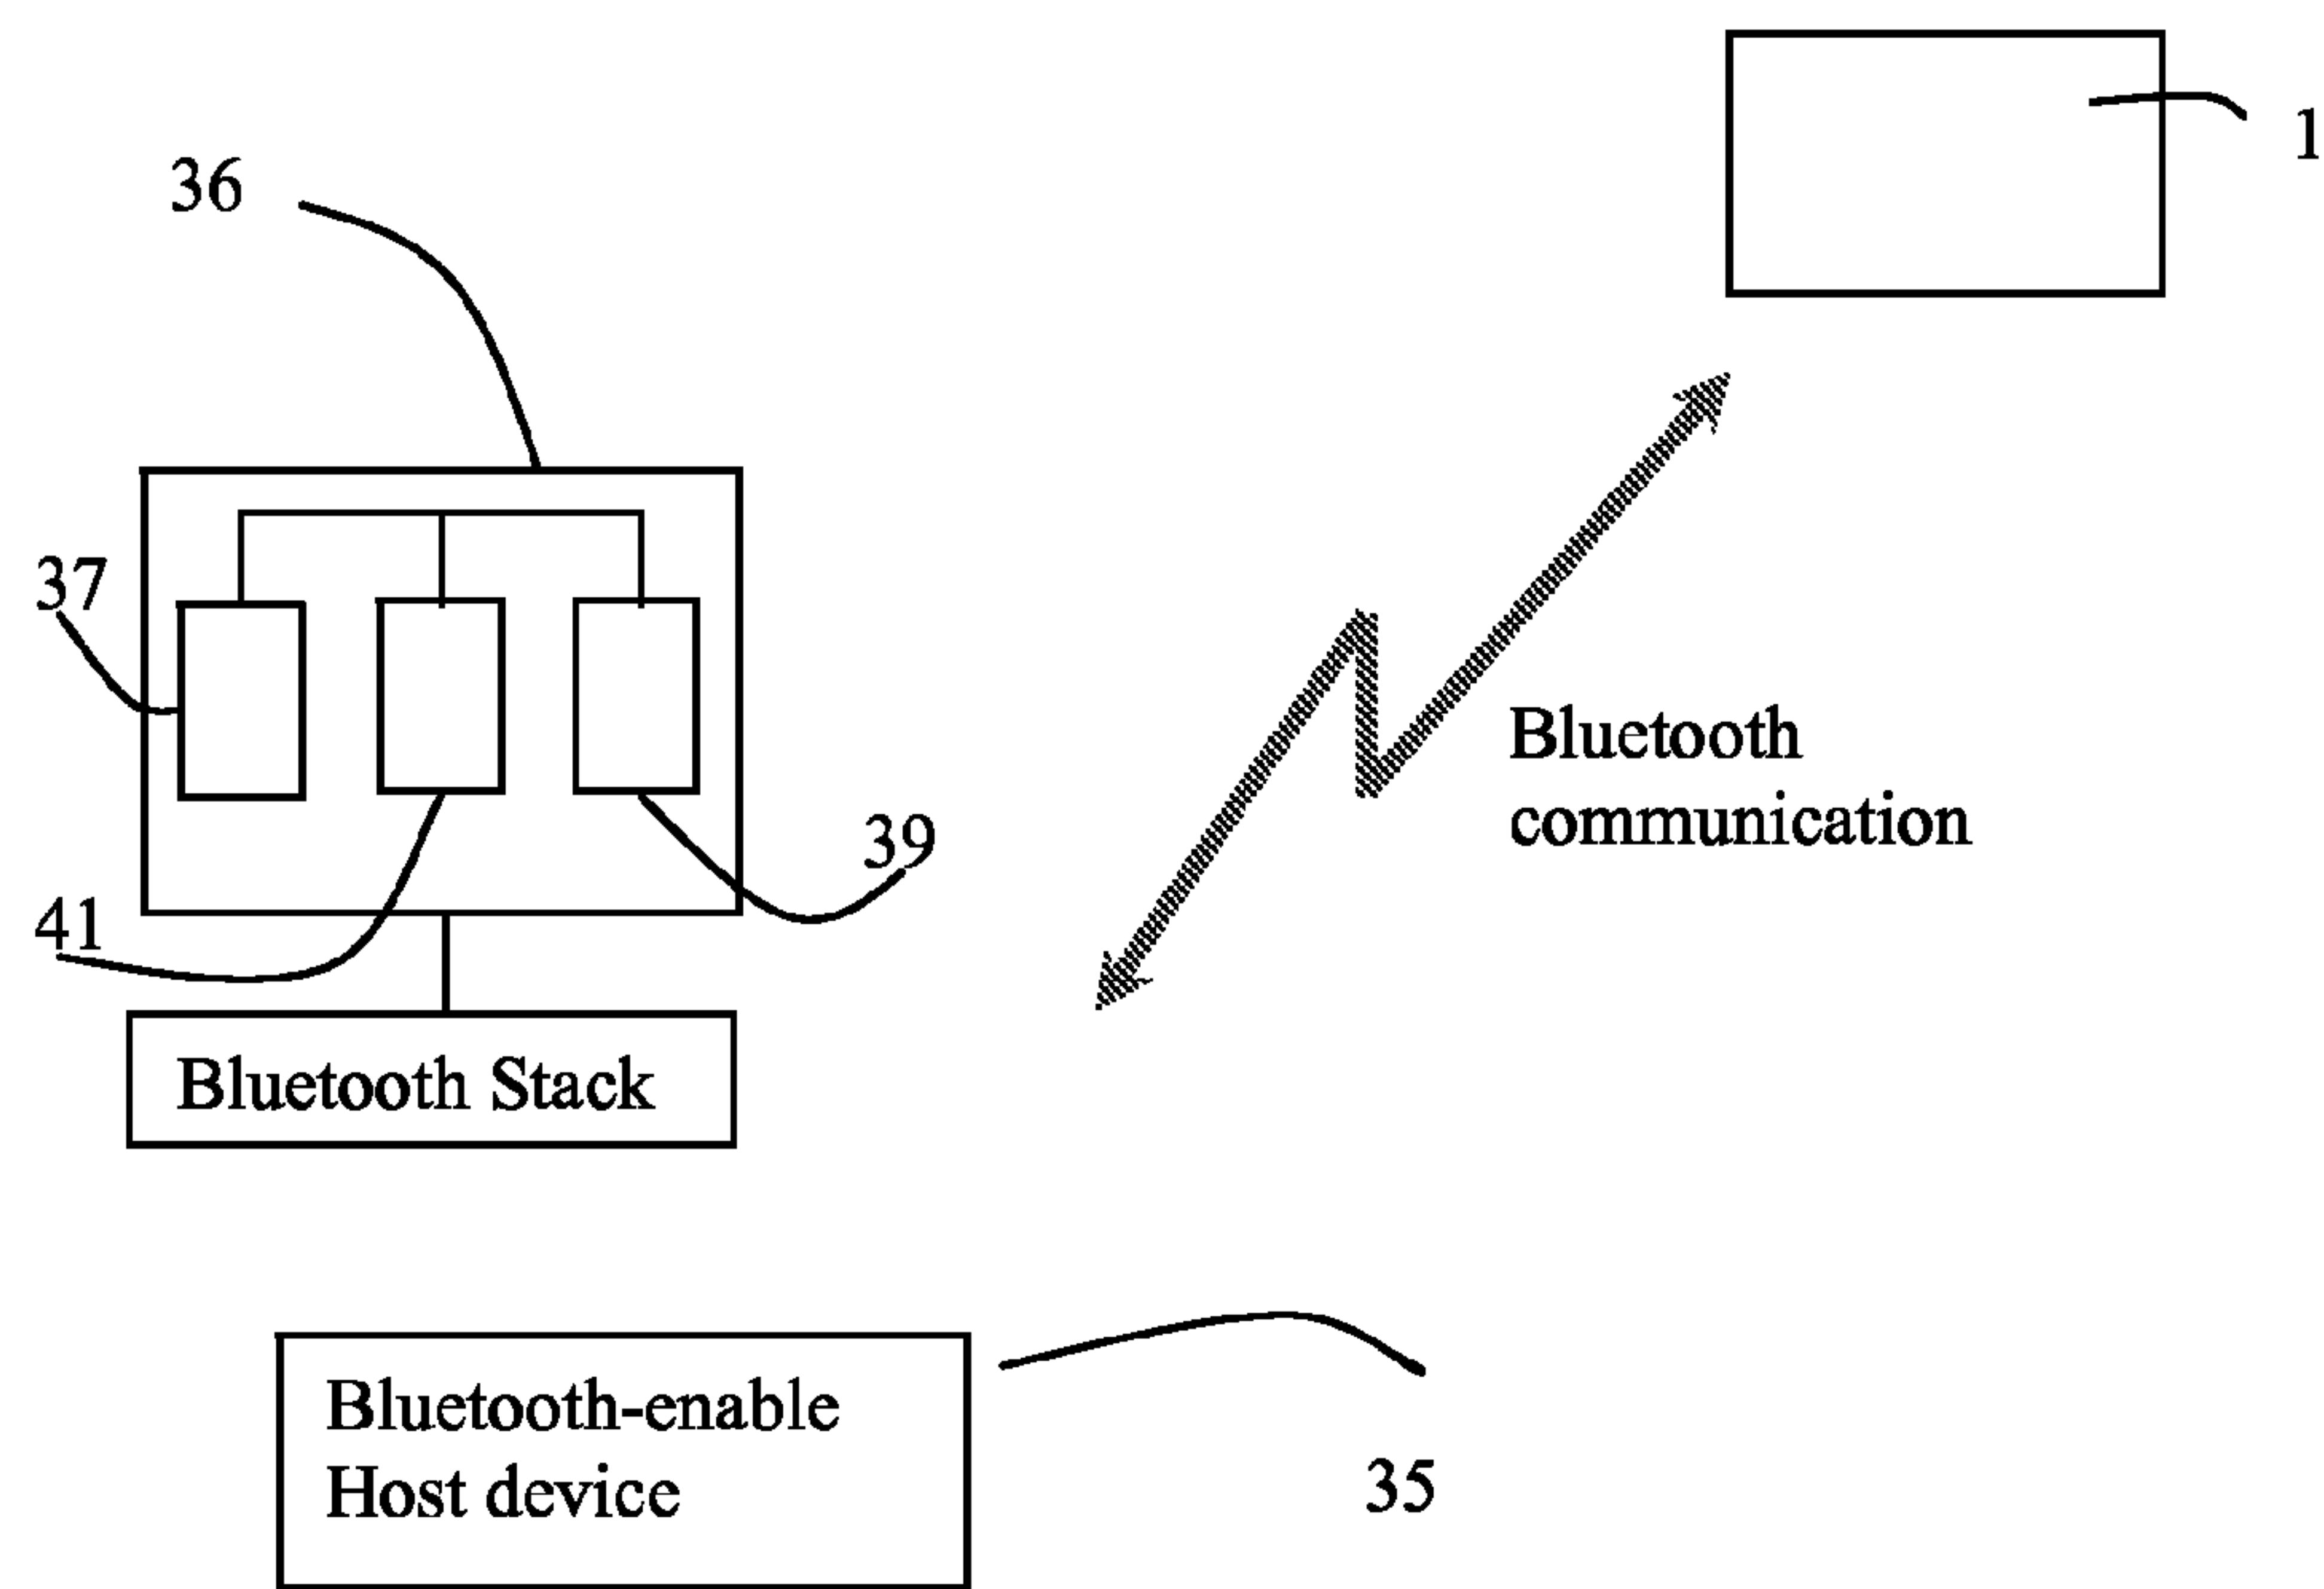 1
36
37
Bluetooth
communication
39
41
Bluetooth Stack
Bluetooth-enable
Host device
35